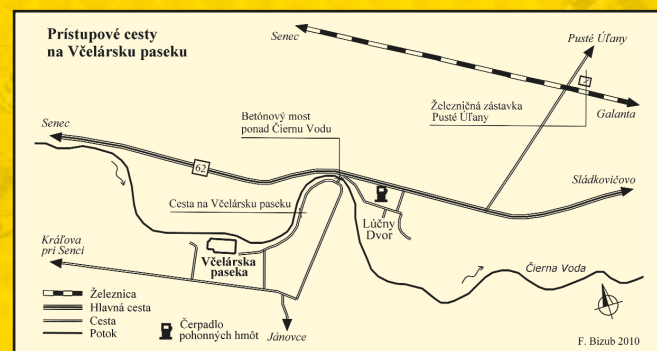 Prístupové cesty
na Včelársku paseku
Senec
Pusté Úľany
Železničná zástavka
Pusté Úľany
Galanta
Betónový most
ponad Čiernu Vodu
Senec
62
Sládkovičovo
Cesta na Včelársku paseku
Lúčny
Dvor
Kráľova
pri Senci
Včelárska
paseka
Čierna Voda
Železnica
Hlavná cesta
Cesta
Potok
Čerpadlo
pohonných hmôt
Jánovce
F. Bizub 2010